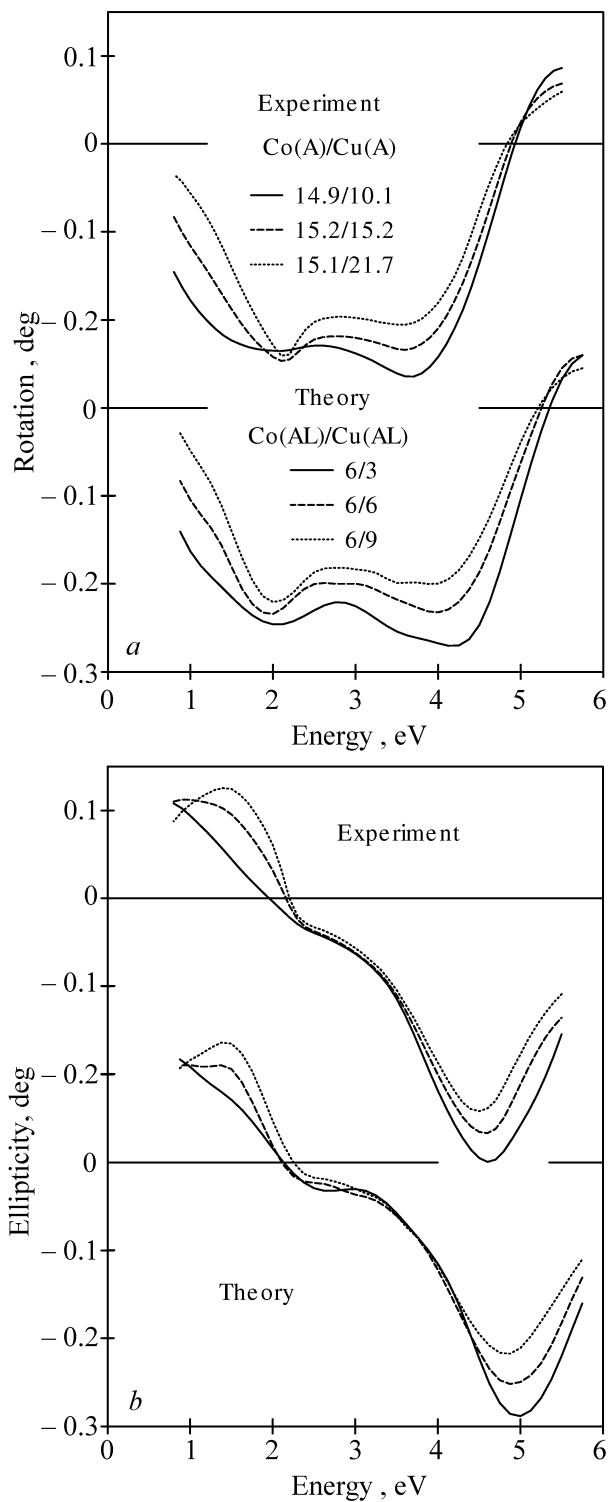 0.1
Experiment
0
Co(A)/Cu(A)
14.9/10.1
– 0.1
15.2/15.2
15.1/21.7
– 0.2
Theory
0
Co(AL)/Cu(AL)
6/3
– 0.1
6/6
6/9
– 0.2
a
– 0.3
0 1 2 3 4 5 6
Energy , eV
Rotation , deg
0.1
Experiment
0
– 0.1
– 0.2
0
– 0.1
Theory
– 0.2
b
– 0.3
0 1 2 3 4 5 6
Energy , eV
Ellipticity, deg